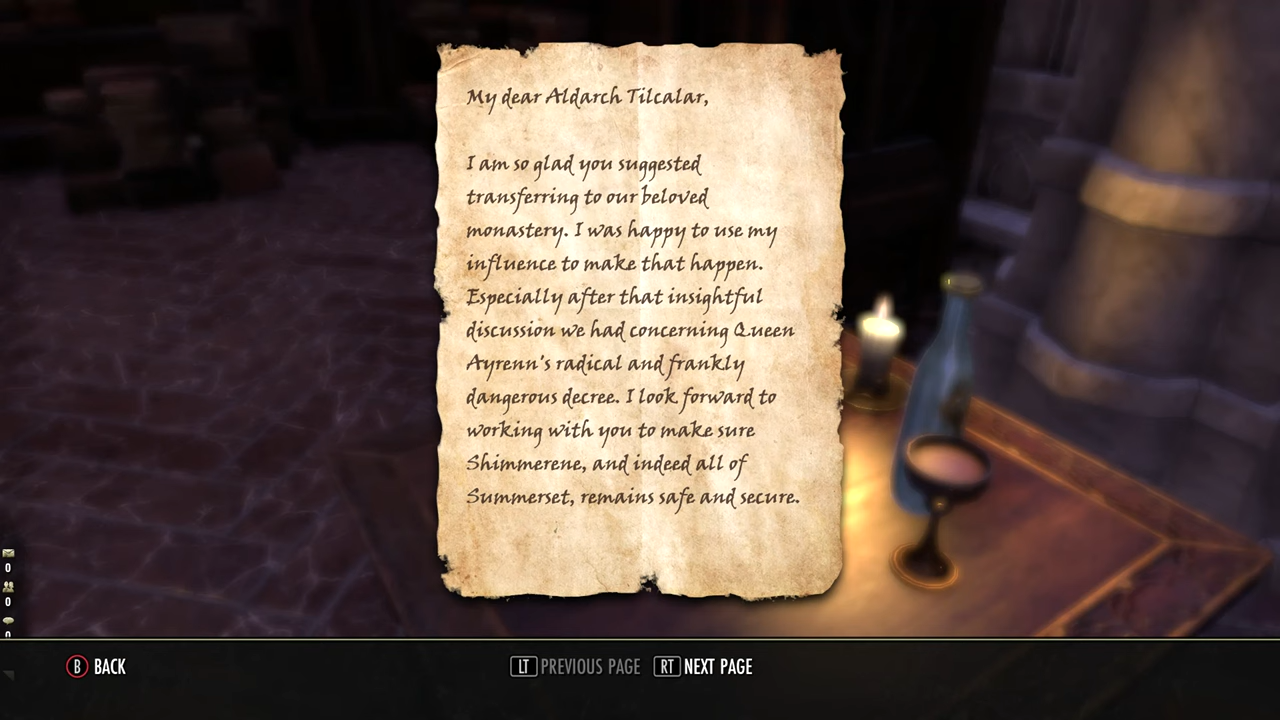 My dear Aldarch Tilcalar,
I am so glad you suggested
transferring to our beloved
monastery. I was happy to use my
influence to make that happen.
Especially after that insightful
discussion we had concerning Queen
Ayrenn's radical and frankly
dangerous decree. I look forward to
working with you to make sure
Shimmerene, and indeed all of
Summerset, remains safe and secure.
0
0
0
B BACK
LT PREVIOUS PAGE RT NEXT PAGE